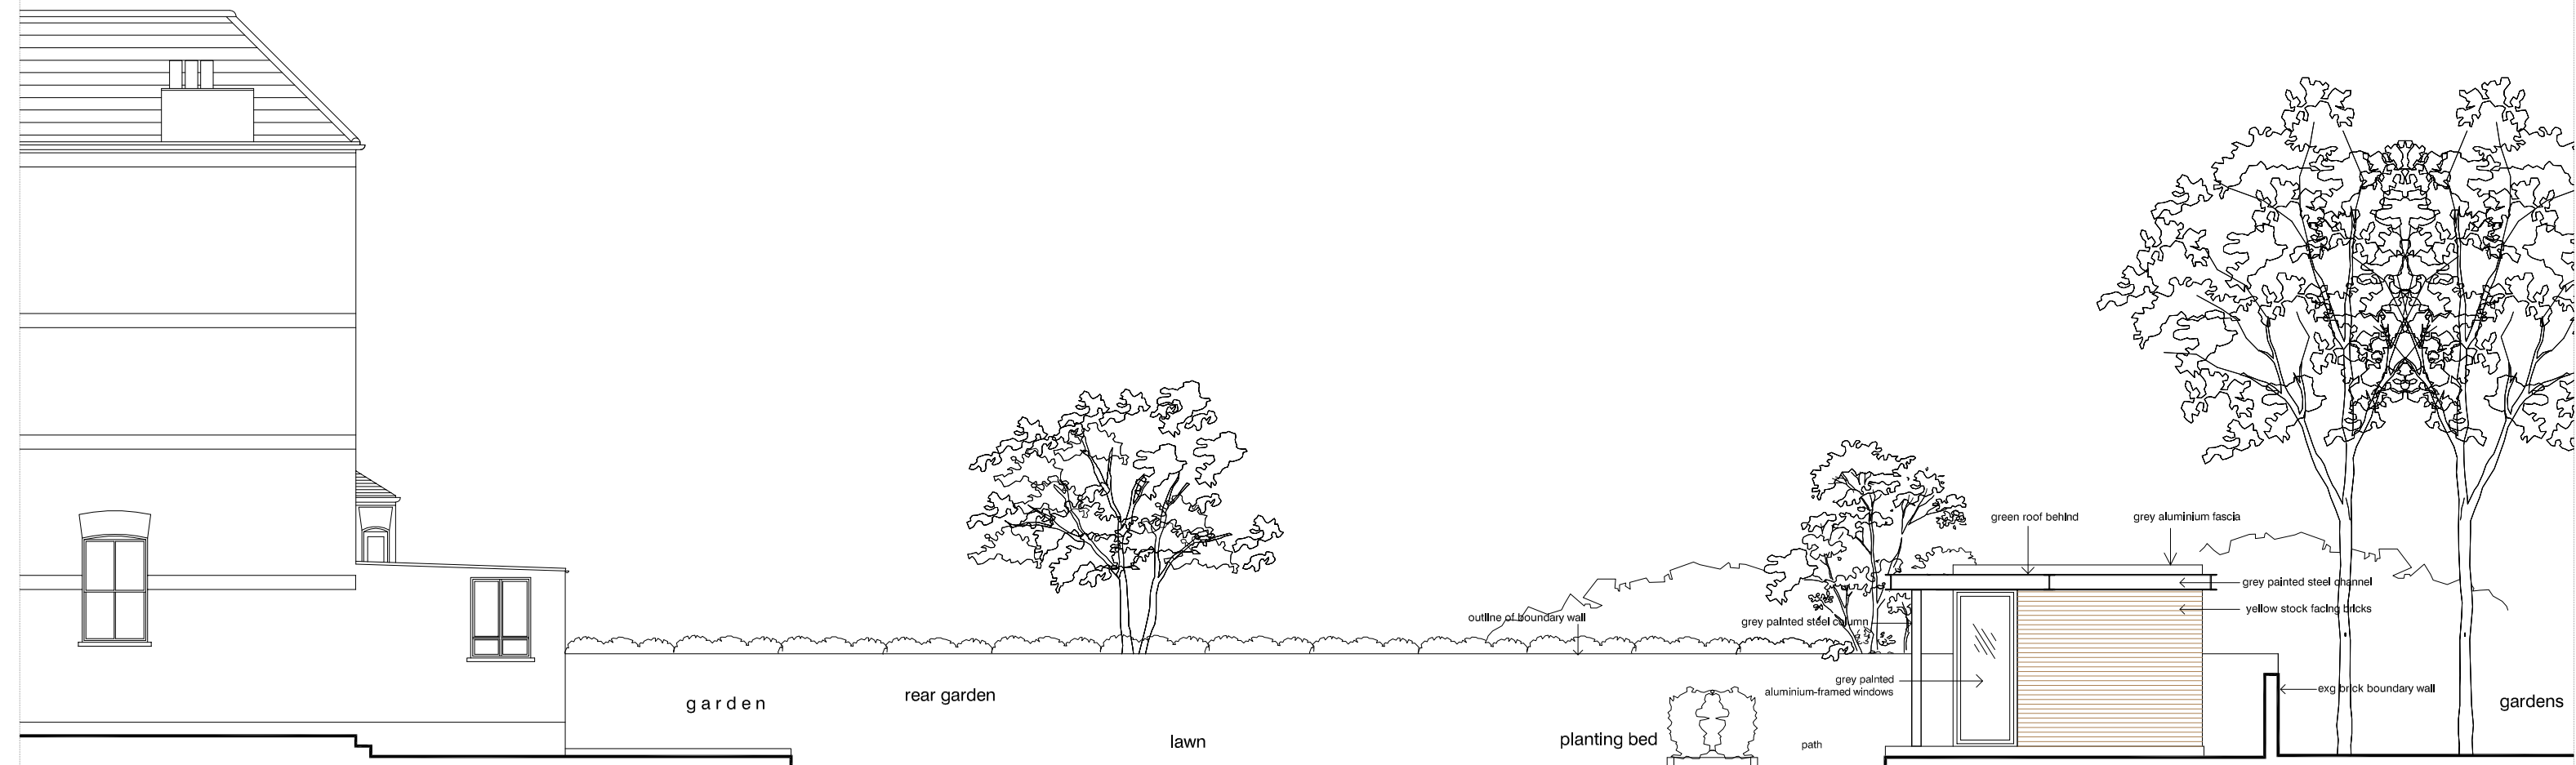 green roof behind
grey aluminium fascia
grey painted steel channel
yellow stock facing bricks
outline of boundary wall
grey painted steel column
grey painted
aluminium-framed windows
exg brick boundary wall
garden
rear garden
gardens
lawn
planting bed
path